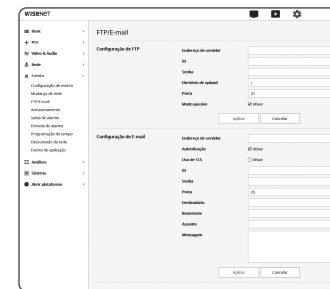 WISENET
Basic
PTZ
Vídeo & Áudio
Rede
Evento
Configuração de evento
Mudança de rede
FTP/E-mail
Armazenamento
Saída de alarme
Entrada de alarme
Programação de tempo
Desconexão de rede
Evento do aplicação
Análises
Sistema
Abrir plataforma
FTP/E-mail
Configuração de FTP
Endereço de servidor
ID
Senha
Diretório de upload /
Porta 21
Modo passivo Ativar
Aplicar Cancelar
Configuração de E-mail
Endereço de servidor
Autenticação Ativar
Uso de TLS Ativar
ID
Senha
Porta 25
Destinatário
Remetente
Assunto
Mensagem
Aplicar Cancelar